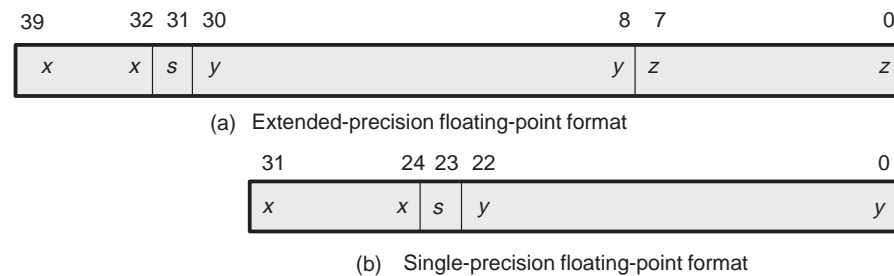 39 32 31 30 8 7 0
x x s y y z z
(a) Extended-precision floating-point format
31 24 23 22 0
x x s y y
(b) Single-precision floating-point format